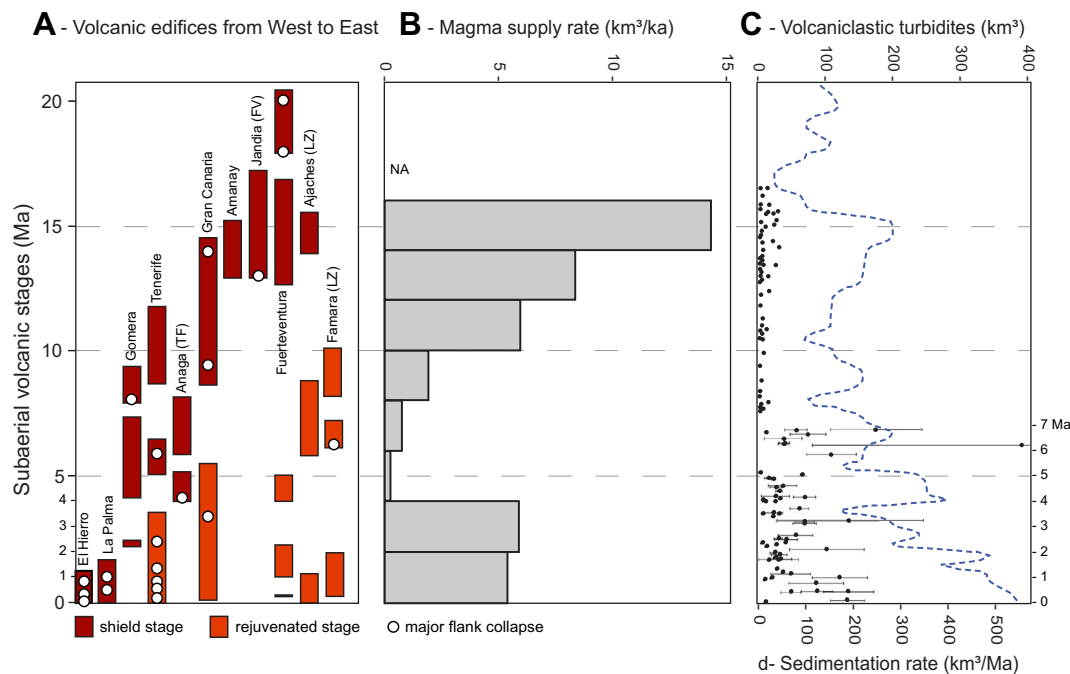 A - Volcanic edifices from West to East
B - Magma supply rate (km³/ka)
C - Volcaniclastic turbidites (km³)
0 5 10 15
0 100 200 300 400
Subaerial volcanic stages (Ma)
20
15
10
5
4
3
2
1
0
El Hierro
La Palma
Gomera
Tenerife
Anaga (TF)
Gran Canaria
Amanay
Jandia (FV)
Fuerteventura
Ajaches (LZ)
Famara (LZ)
NA
7 Ma
6
5
4
3
2
1
0
0 100 200 300 400 500
d- Sedimentation rate (km³/Ma)
shield stage
rejuvenated stage
major flank collapse